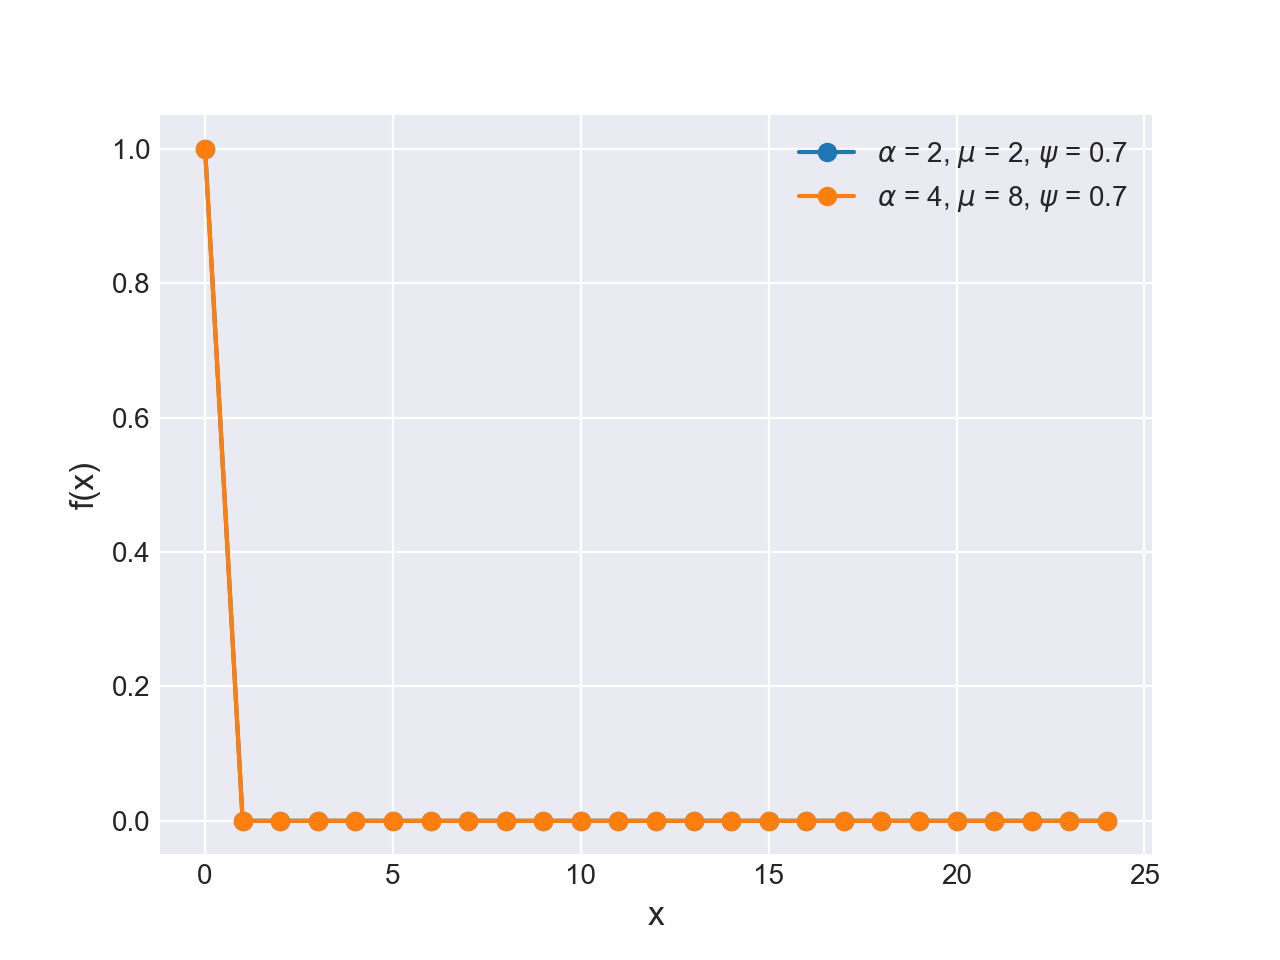 α = 2, μ = 2, ψ = 0.7
α = 4, μ = 8, ψ = 0.7
1.0
0.8
0.6
0.4
0.2
0.0
f(x)
0 5 10 15 20 25
x